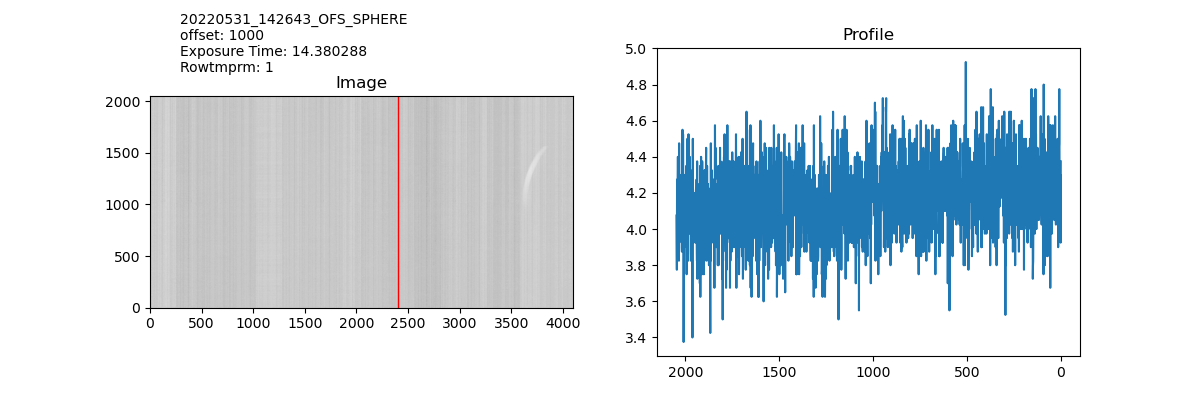 20220531_142643_OFS_SPHERE
offset: 1000
Exposure Time: 14.380288
Rowtmprm: 1
Image
2000
1500
1000
500
0
0 500 1000 1500 2000 2500 3000 3500 4000
Profile
5.0
4.8
4.6
4.4
4.2
4.0
3.8
3.6
3.4
2000 1500 1000 500 0